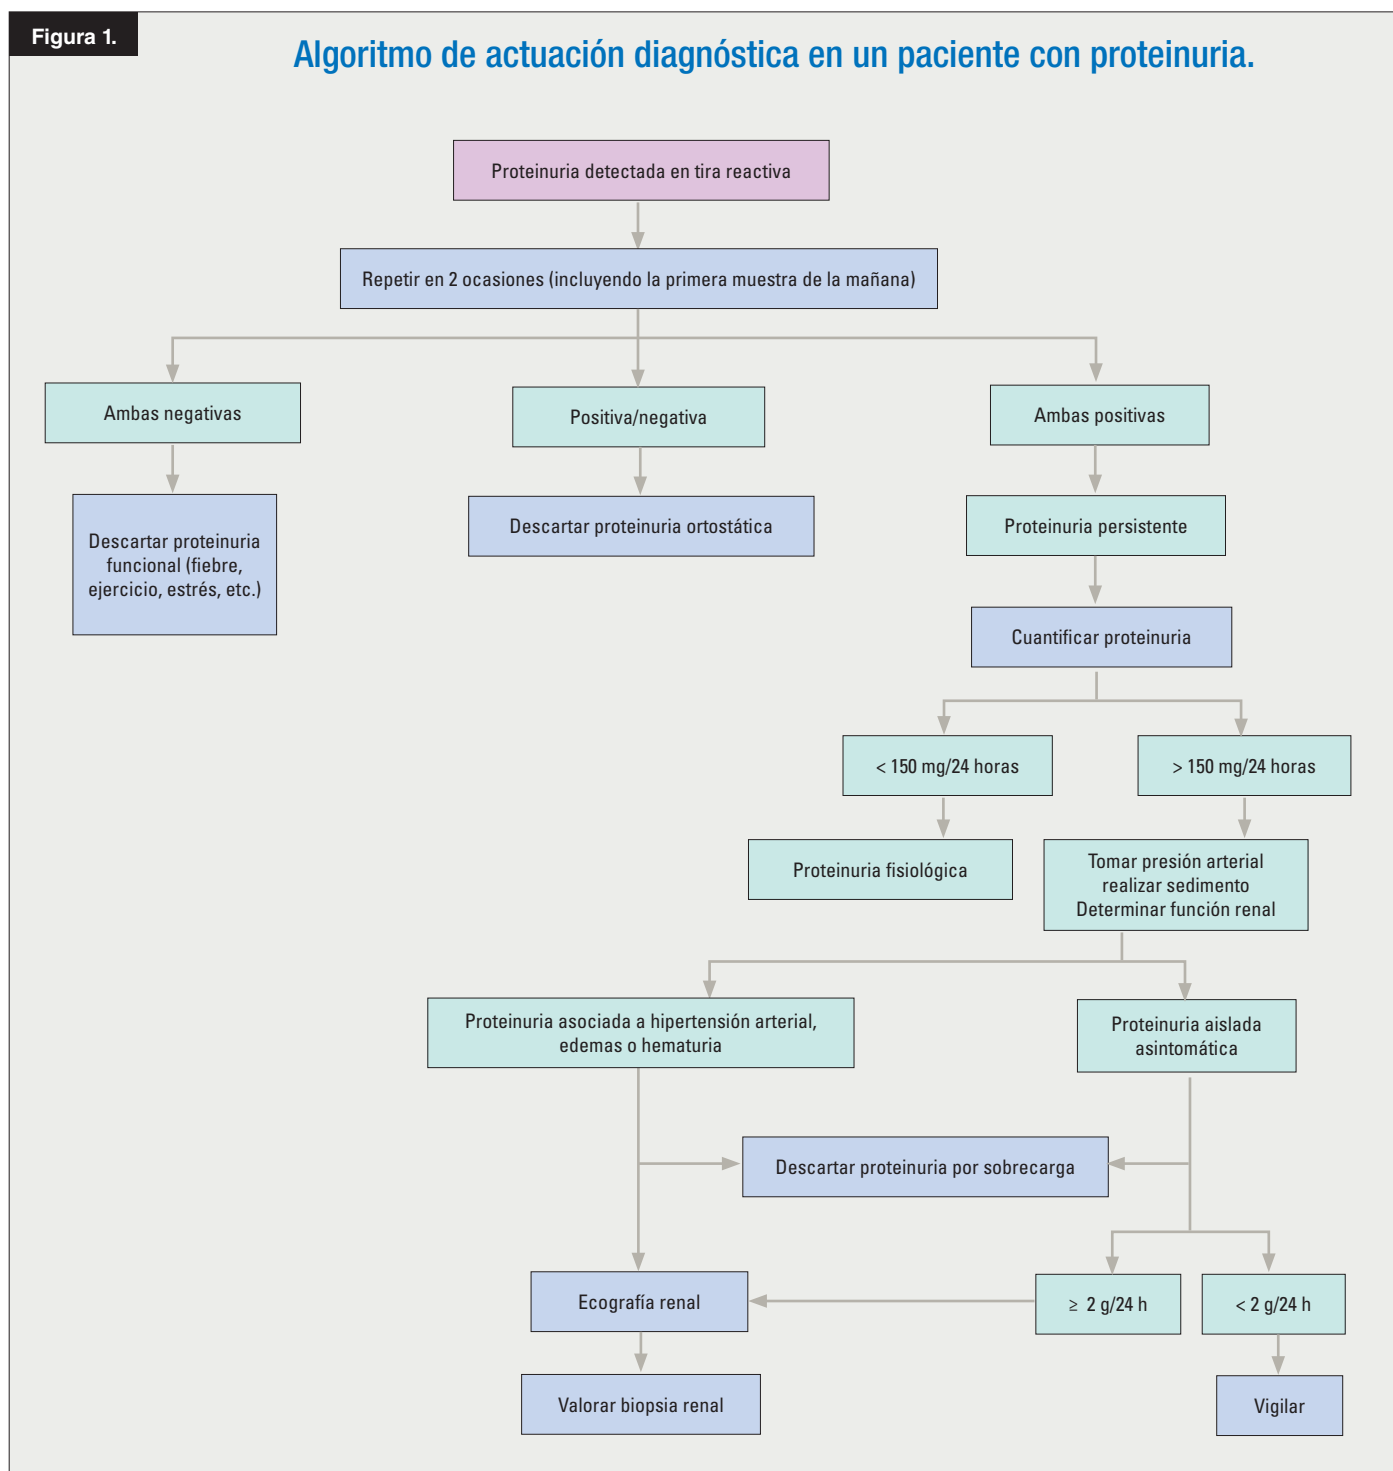 Figura 1.
Algoritmo de actuación diagnóstica en un paciente con proteinuria.
Proteinuria detectada en tira reactiva
Repetir en 2 ocasiones (incluyendo la primera muestra de la mañana)
Ambas negativas
Positiva/negativa
Ambas positivas
Descartar proteinuria
funcional (fiebre,
ejercicio, estrés, etc.)
Descartar proteinuria ortostática
Proteinuria persistente
Cuantificar proteinuria
< 150 mg/24 horas
> 150 mg/24 horas
Proteinuria fisiológica
Tomar presión arterial
realizar sedimento
Determinar función renal
Proteinuria asociada a hipertensión arterial,
edemas o hematuria
Proteinuria aislada
asintomática
Descartar proteinuria por sobrecarga
Ecografía renal
≥ 2 g/24 h
< 2 g/24 h
Valorar biopsia renal
Vigilar